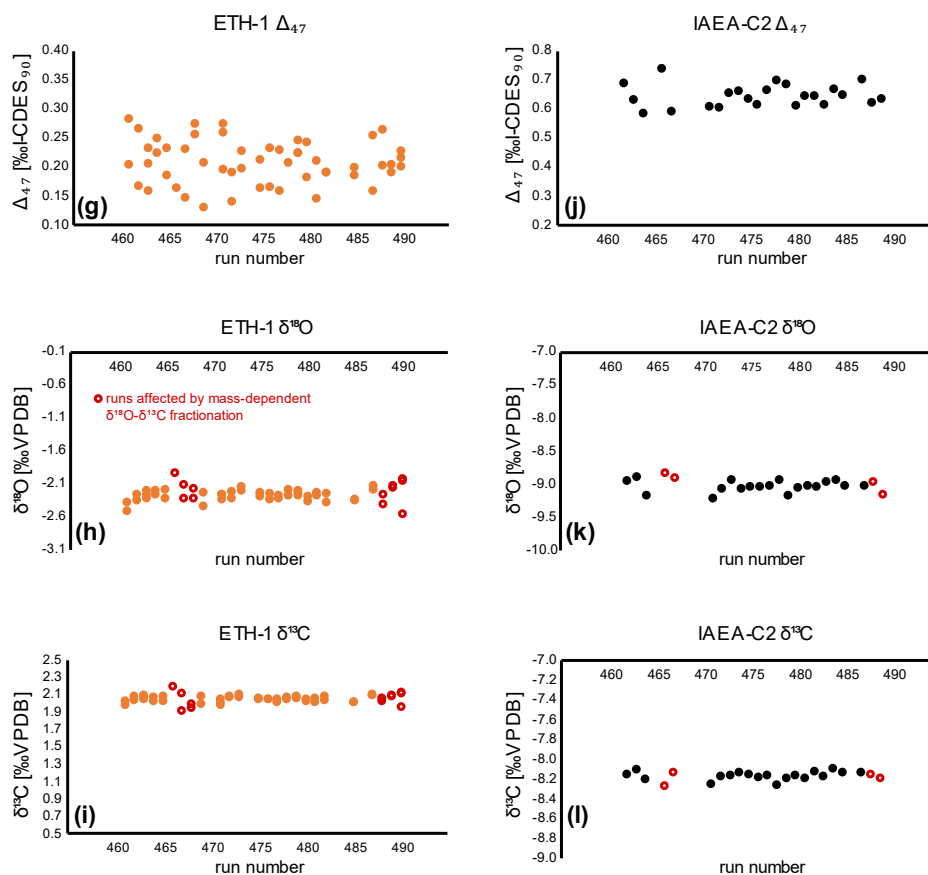 ETH-1 Δ₄₇
0.40
0.35
0.30
0.25
0.20
0.15
0.10
Δ₄₇ [‰I-CDES₉₀]
(g)
460 465 470 475 480 485 490
run number
IAEA-C2 Δ₄₇
0.8
0.7
0.6
0.5
0.4
0.3
0.2
Δ₄₇ [‰I-CDES₉₀]
(j)
460 465 470 475 480 485 490
run number
ETH-1 δ¹⁸O
-0.1
-0.6
-1.1
-1.6
-2.1
-2.6
-3.1
δ¹⁸O [‰VPDB]
460 465 470 475 480 485 490
runs affected by mass-dependent
δ¹⁸O-δ¹³C fractionation
(h)
run number
IAEA-C2 δ¹⁸O
-7.0
-7.5
-8.0
-8.5
-9.0
-9.5
-10.0
δ¹⁸O [‰VPDB]
460 465 470 475 480 485 490
(k)
run number
ETH-1 δ¹³C
2.5
2.3
2.1
1.9
1.7
1.5
1.3
1.1
0.9
0.7
0.5
δ¹³C [‰VPDB]
(i)
460 465 470 475 480 485 490
run number
IAEA-C2 δ¹³C
-7.0
-7.2
-7.4
-7.6
-7.8
-8.0
-8.2
-8.4
-8.6
-8.8
-9.0
δ¹³C [‰VPDB]
460 465 470 475 480 485 490
(l)
run number